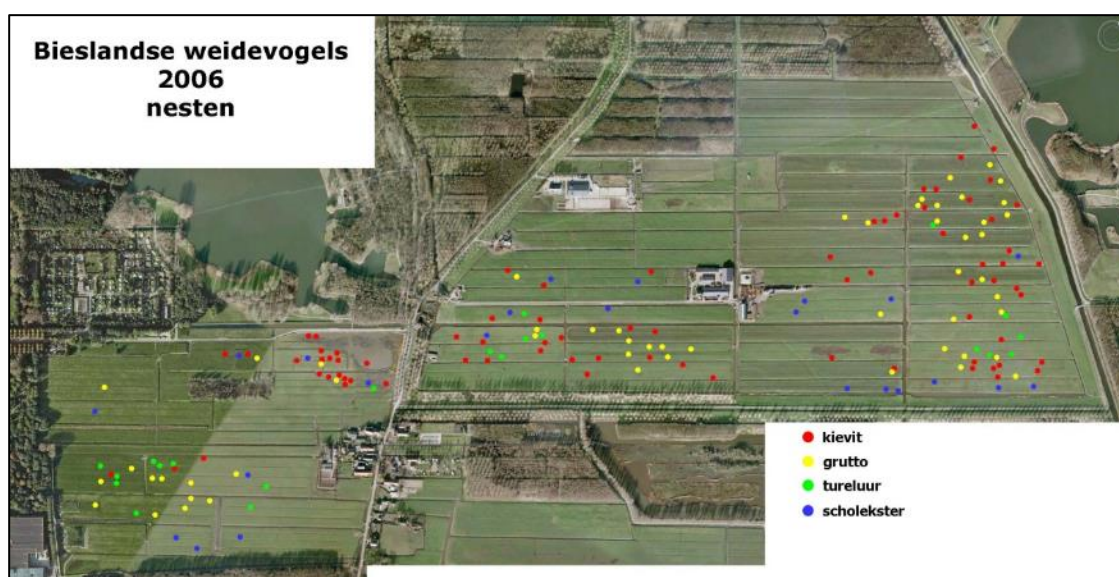 Bieslandse weidevogels
2006
nesten
kievit
grutto
tureluur
scholekster